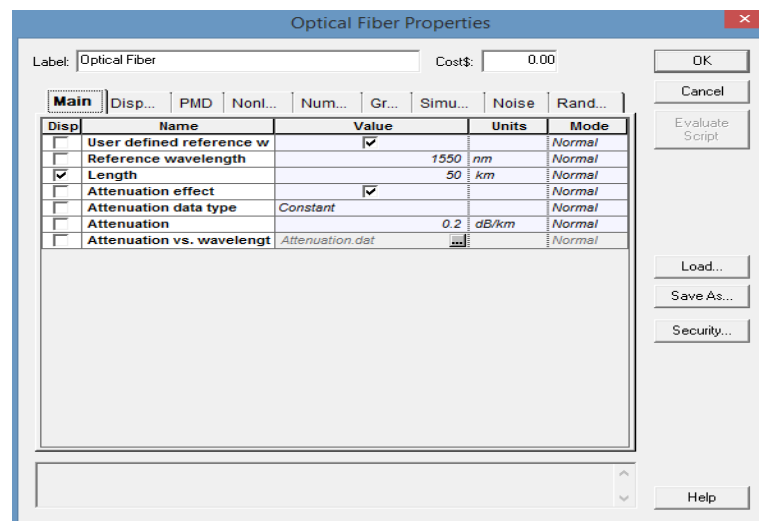 Optical Fiber Properties
Label: Optical Fiber Cost$: 0.00 OK
Cancel
Evaluate Script
Main Disp... PMD Nonl... Num... Gr... Simu... Noise Rand...
Disp Name Value Units Mode
User defined reference w Normal
Reference wavelength 1550 nm Normal
Length 50 km Normal
Attenuation effect Normal
Attenuation data type Constant Normal
Attenuation 0.2 dB/km Normal
Attenuation vs. wavelengt Attenuation.dat ... Normal
Load...
Save As...
Security...
Help